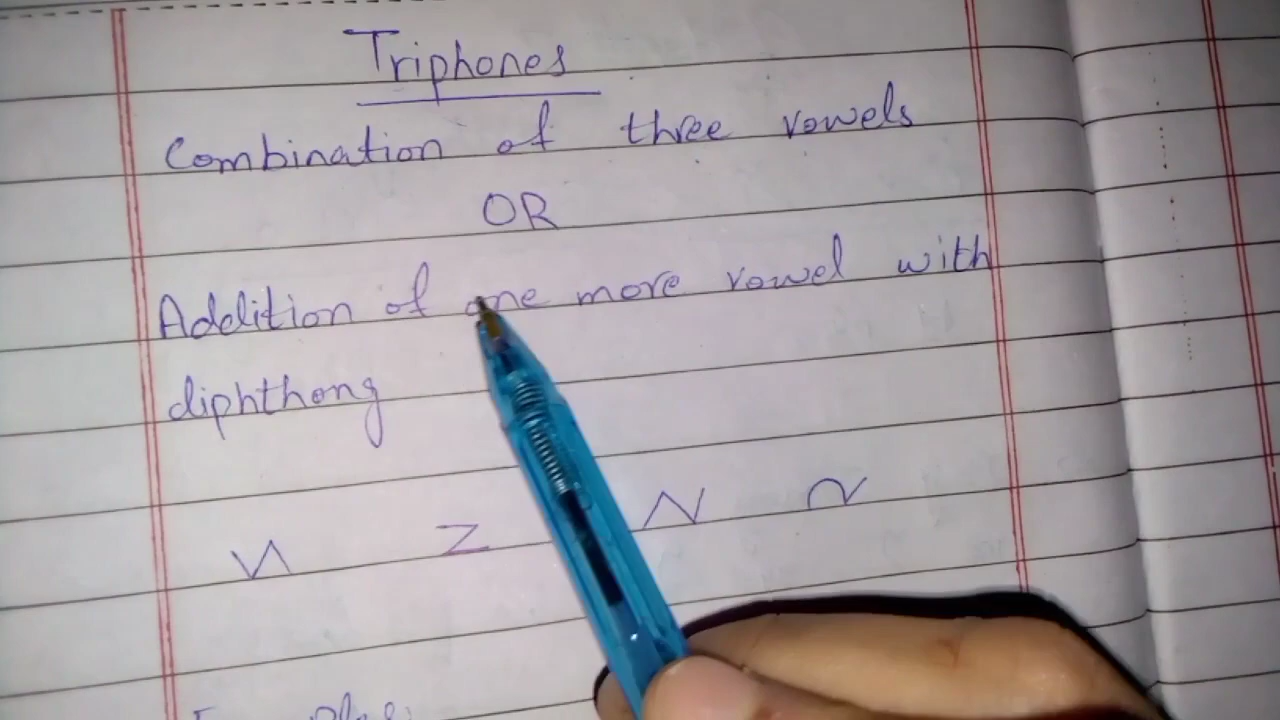 Triphones
Combination of three vowels
OR
Addition of one more vowel with
diphthong